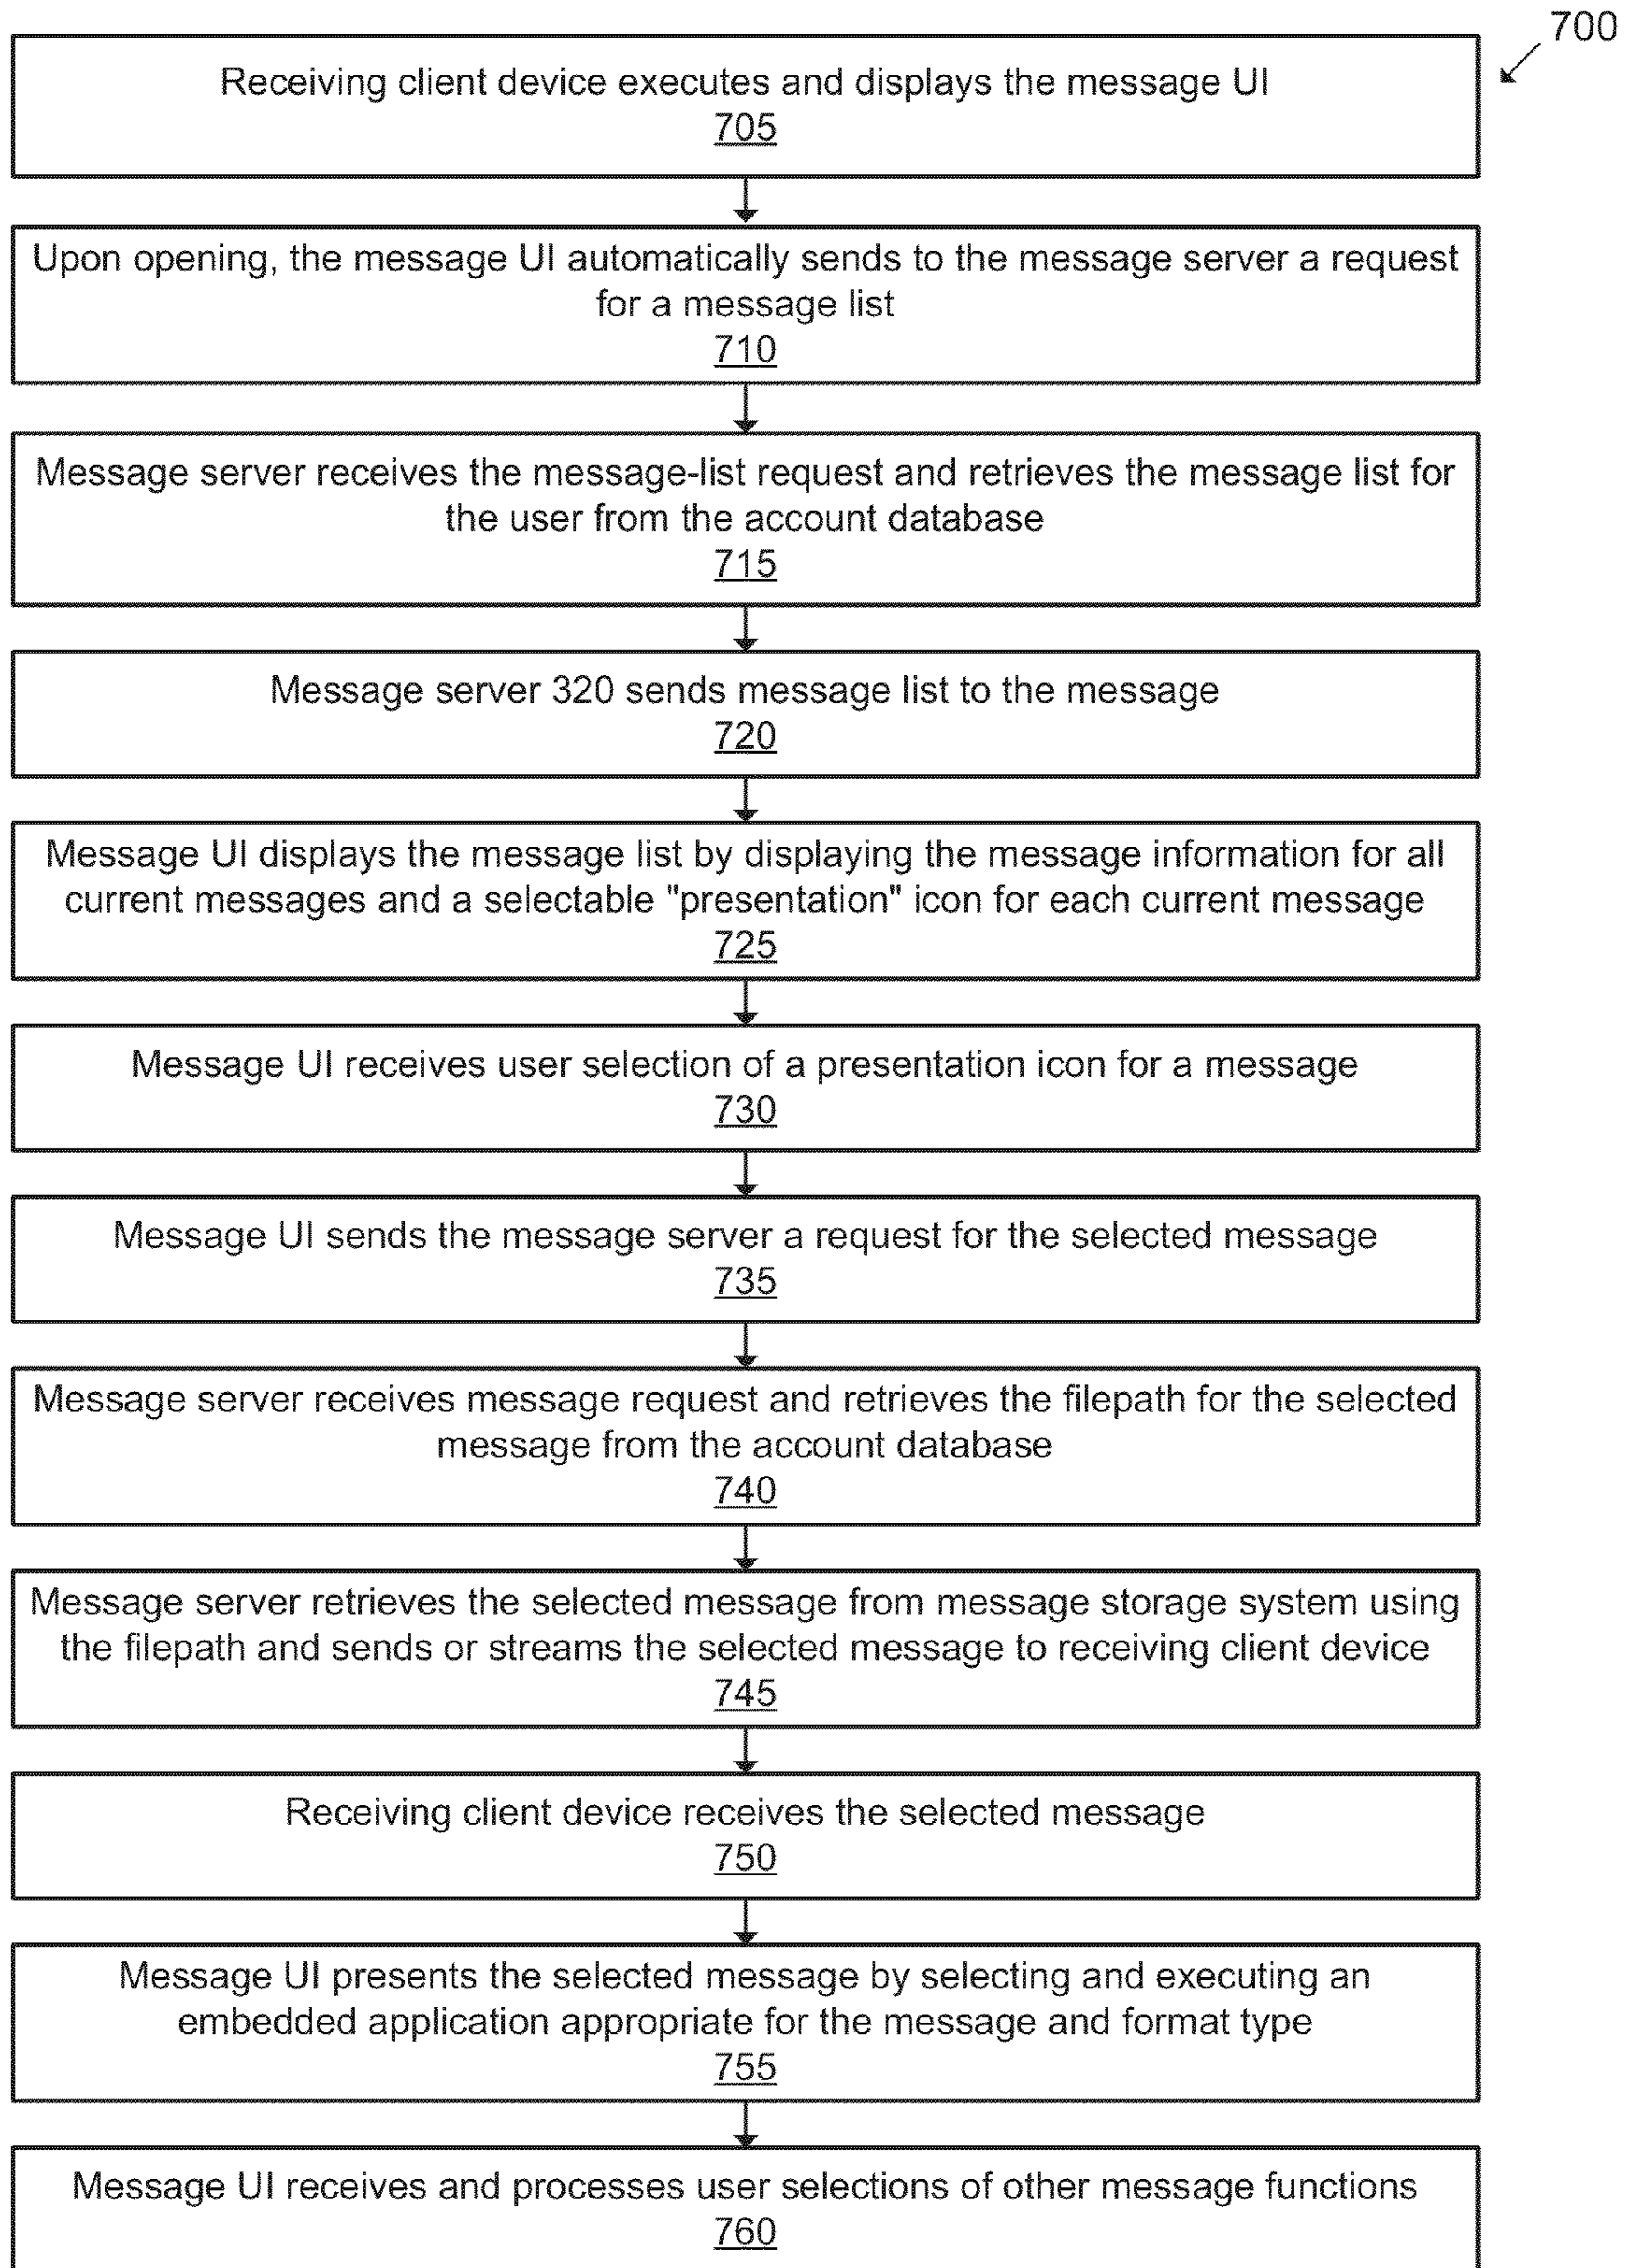 700
Receiving client device executes and displays the message UI
705
Upon opening, the message UI automatically sends to the message server a request
for a message list
710
Message server receives the message-list request and retrieves the message list for
the user from the account database
715
Message server 320 sends message list to the message
720
Message UI displays the message list by displaying the message information for all
current messages and a selectable "presentation" icon for each current message
725
Message UI receives user selection of a presentation icon for a message
730
Message UI sends the message server a request for the selected message
735
Message server receives message request and retrieves the filepath for the selected
message from the account database
740
Message server retrieves the selected message from message storage system using
the filepath and sends or streams the selected message to receiving client device
745
Receiving client device receives the selected message
750
Message UI presents the selected message by selecting and executing an
embedded application appropriate for the message and format type
755
Message UI receives and processes user selections of other message functions
760